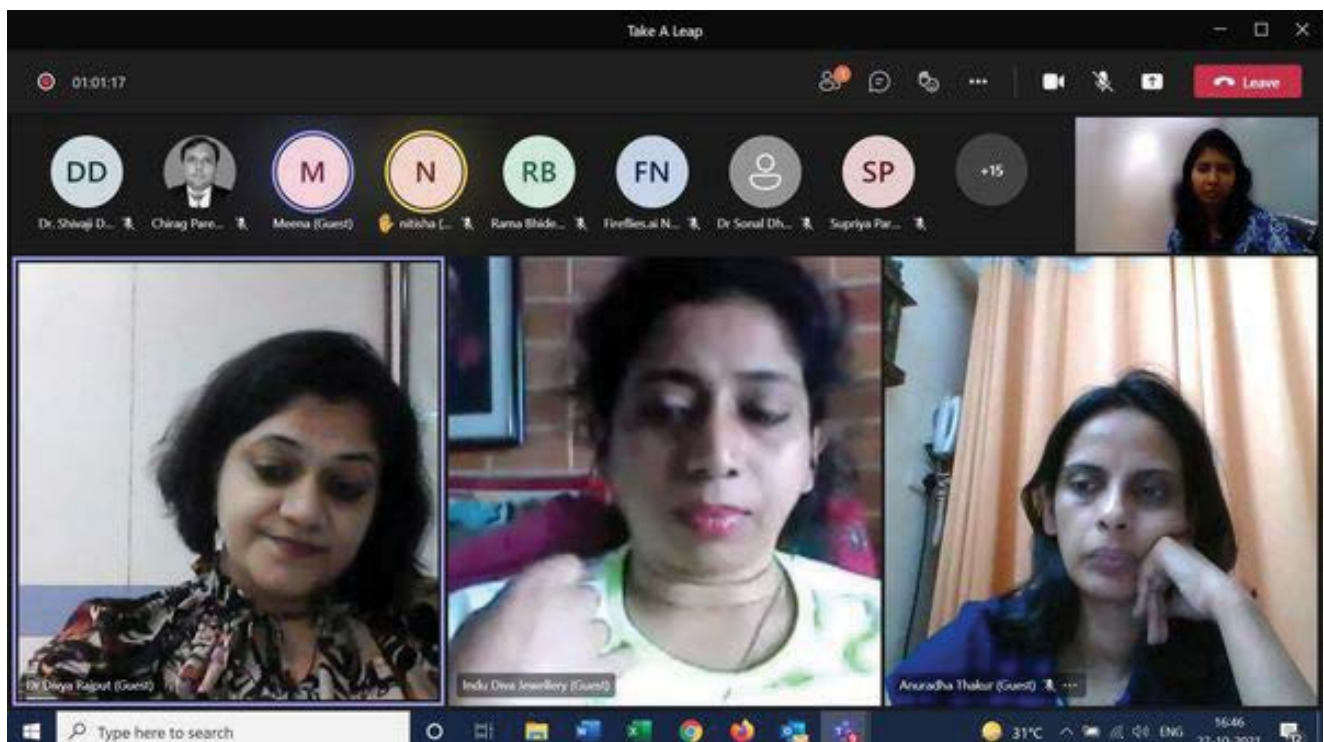 Take A Leap
01:01:17
1
Leave
DD
M
N
RB
FN
SP
+15
Dr. Shivaji D...
Chirag Pare...
Meena (Guest)
nitisha (...
Rama Bhide...
Fireflies.ai N...
Dr Sonal Dh...
Supriya Par...
Dr Divya Rajput (Guest)
Indu Diva Jewellery (Guest)
Anuradha Thakur (Guest)
Type here to search
31°C
ENG
16:46